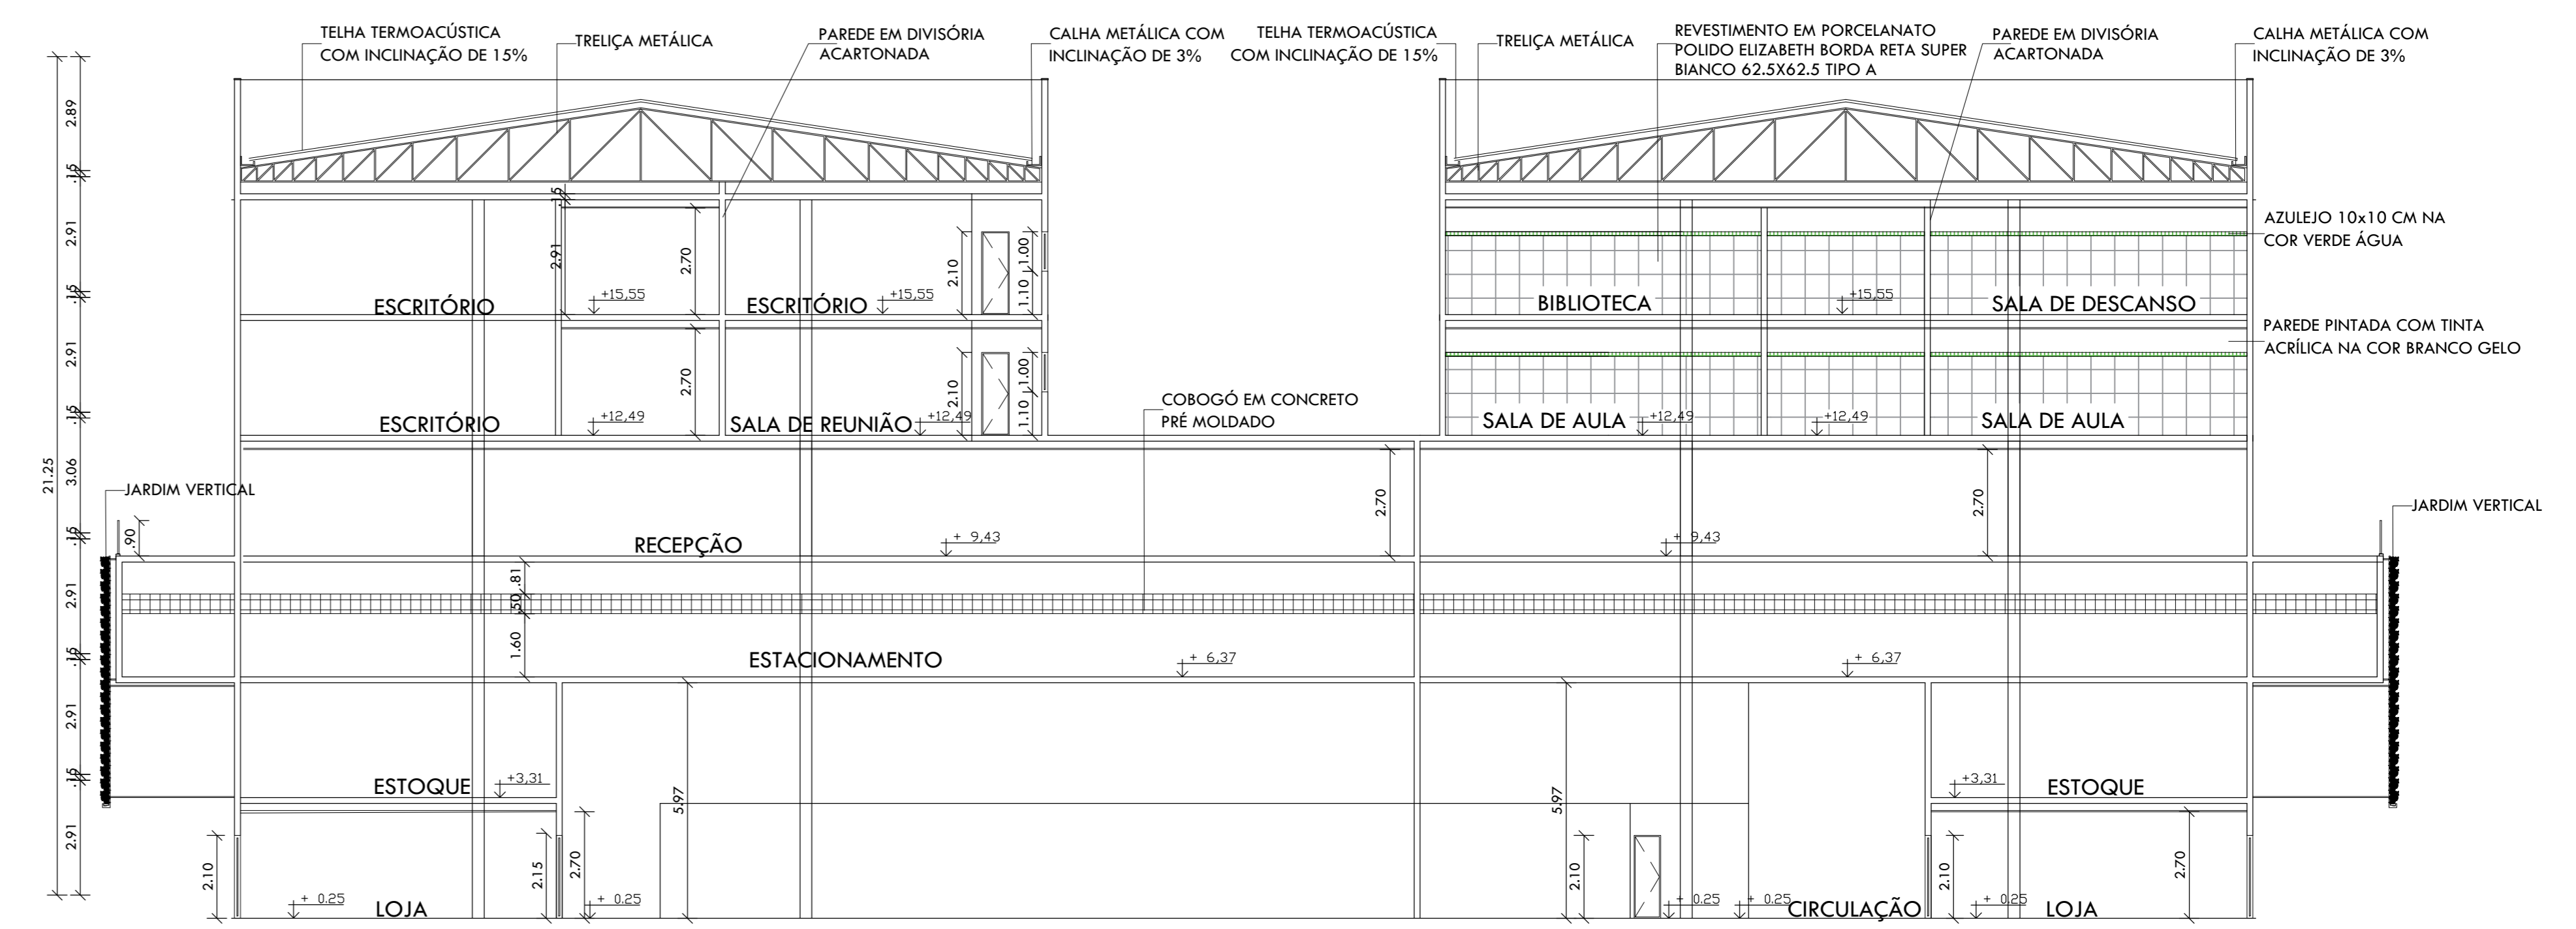 TELHA TERMOACÚSTICA
COM INCLINAÇÃO DE 15%
TRELIÇA METÁLICA
PAREDE EM DIVISÓRIA
ACARTONADA
CALHA METÁLICA COM
INCLINAÇÃO DE 3%
TELHA TERMOACÚSTICA
COM INCLINAÇÃO DE 15%
TRELIÇA METÁLICA
REVESTIMENTO EM PORCELANATO
POLIDO ELIZABETH BORDA RETA SUPER
BIANCO 62.5X62.5 TIPO A
PAREDE EM DIVISÓRIA
ACARTONADA
CALHA METÁLICA COM
INCLINAÇÃO DE 3%
21.25
2.89
.15
2.91
.15
2.91
.15
3.06
.15
2.91
.15
2.91
.15
2.91
.15
2.91
2.70
2.10
1.00
1.10
ESCRITÓRIO
+15,55
ESCRITÓRIO
+15,55
BIBLIOTECA
+15,55
SALA DE DESCANSO
AZULEJO 10x10 CM NA
COR VERDE ÁGUA
PAREDE PINTADA COM TINTA
ACRÍLICA NA COR BRANCO GELO
2.70
2.10
1.00
1.10
ESCRITÓRIO
+12,49
SALA DE REUNIÃO
+12,49
COBOGÓ EM CONCRETO
PRÉ MOLDADO
SALA DE AULA
+12,49
+12,49
SALA DE AULA
JARDIM VERTICAL
.90
2.70
2.70
JARDIM VERTICAL
RECEPÇÃO
+ 9,43
+ 9,43
.81
.50
1.60
ESTACIONAMENTO
+ 6,37
+ 6,37
ESTOQUE
+3,31
5.97
5.97
+3,31
ESTOQUE
2.10
2.15
2.70
2.10
2.10
2.70
+ 0.25
LOJA
+ 0.25
+ 0.25
+ 0.25
CIRCULAÇÃO
+ 0.25
LOJA